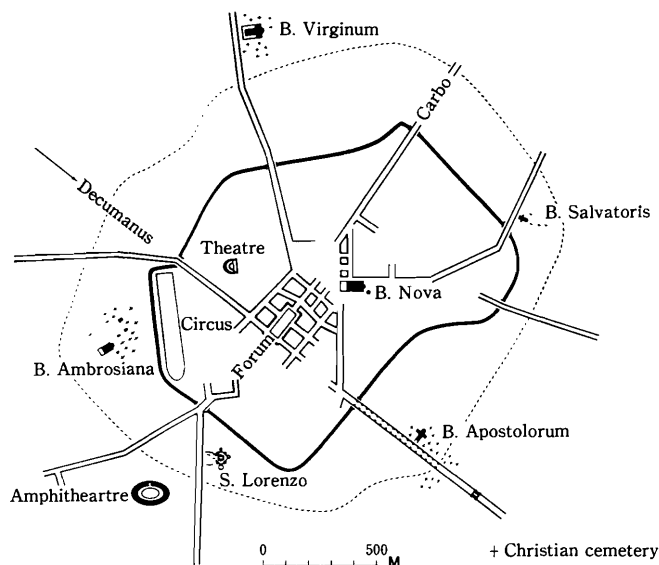 B. Virginum
Carbo
Decumanus
B. Salvatoris
Theatre
B. Nova
Circus
Forum
B. Ambrosiana
B. Apostolorum
S. Lorenzo
Amphitheartre
0 500
M
+ Christian cemetery